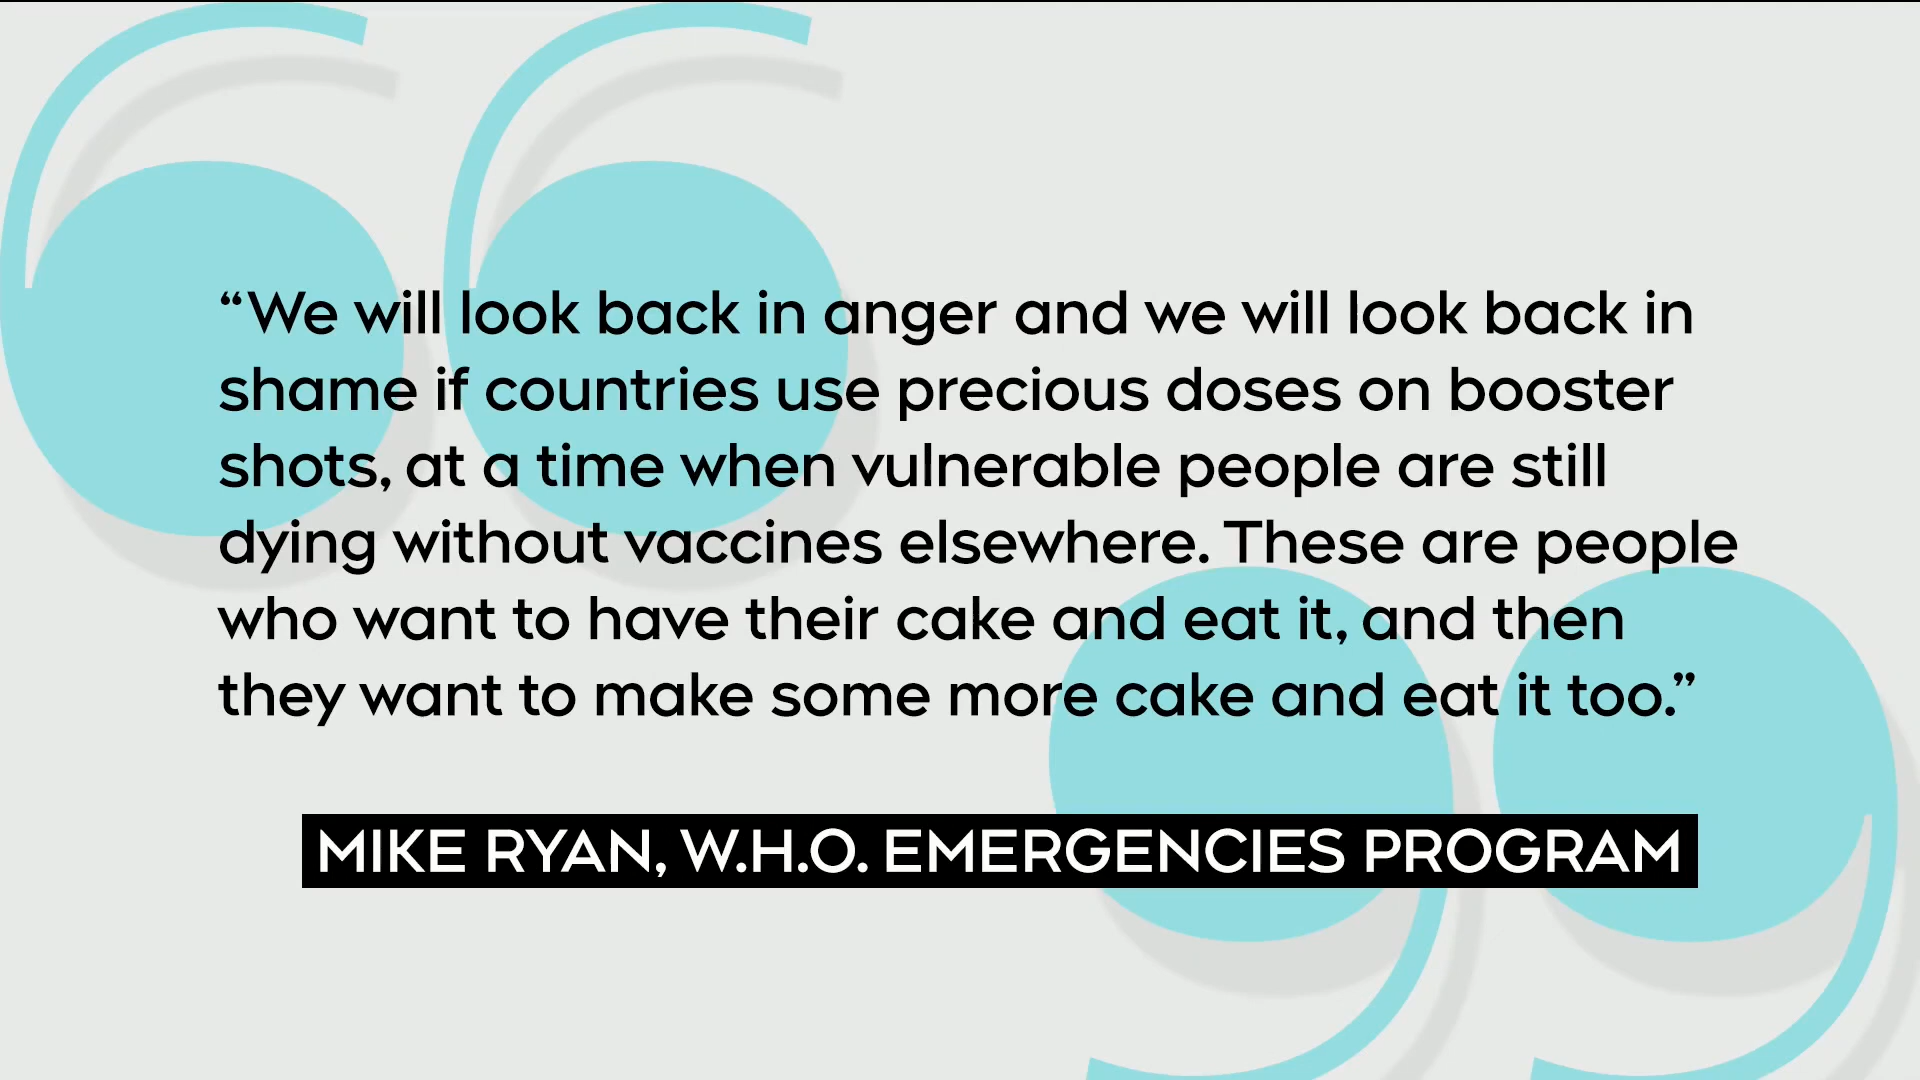 “We will look back in anger and we will look back in
shame if countries use precious doses on booster
shots, at a time when vulnerable people are still
dying without vaccines elsewhere. These are people
who want to have their cake and eat it, and then
they want to make some more cake and eat it too.”
MIKE RYAN, W.H.O. EMERGENCIES PROGRAM